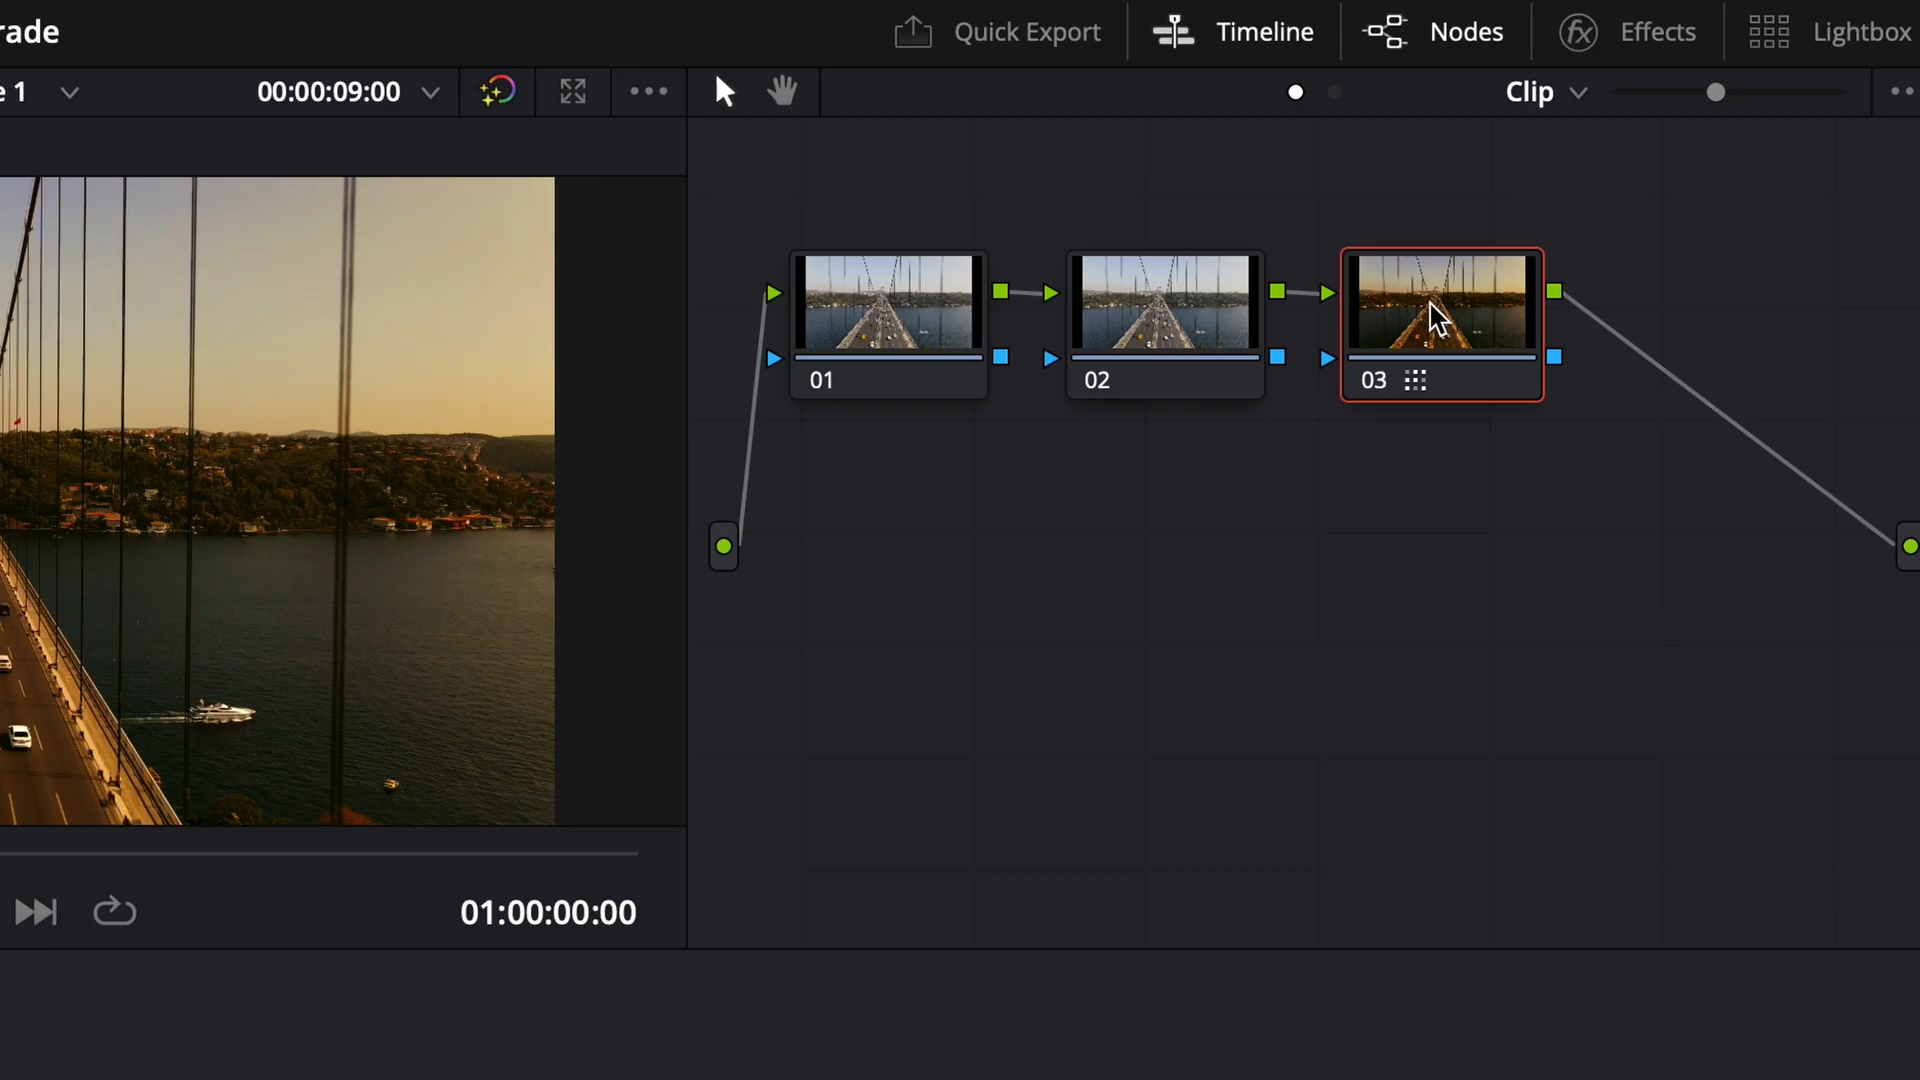 rade
Quick Export
Timeline
Nodes
Effects
Lightbox
e 1
00:00:09:00
Clip
01
02
03
01:00:00:00